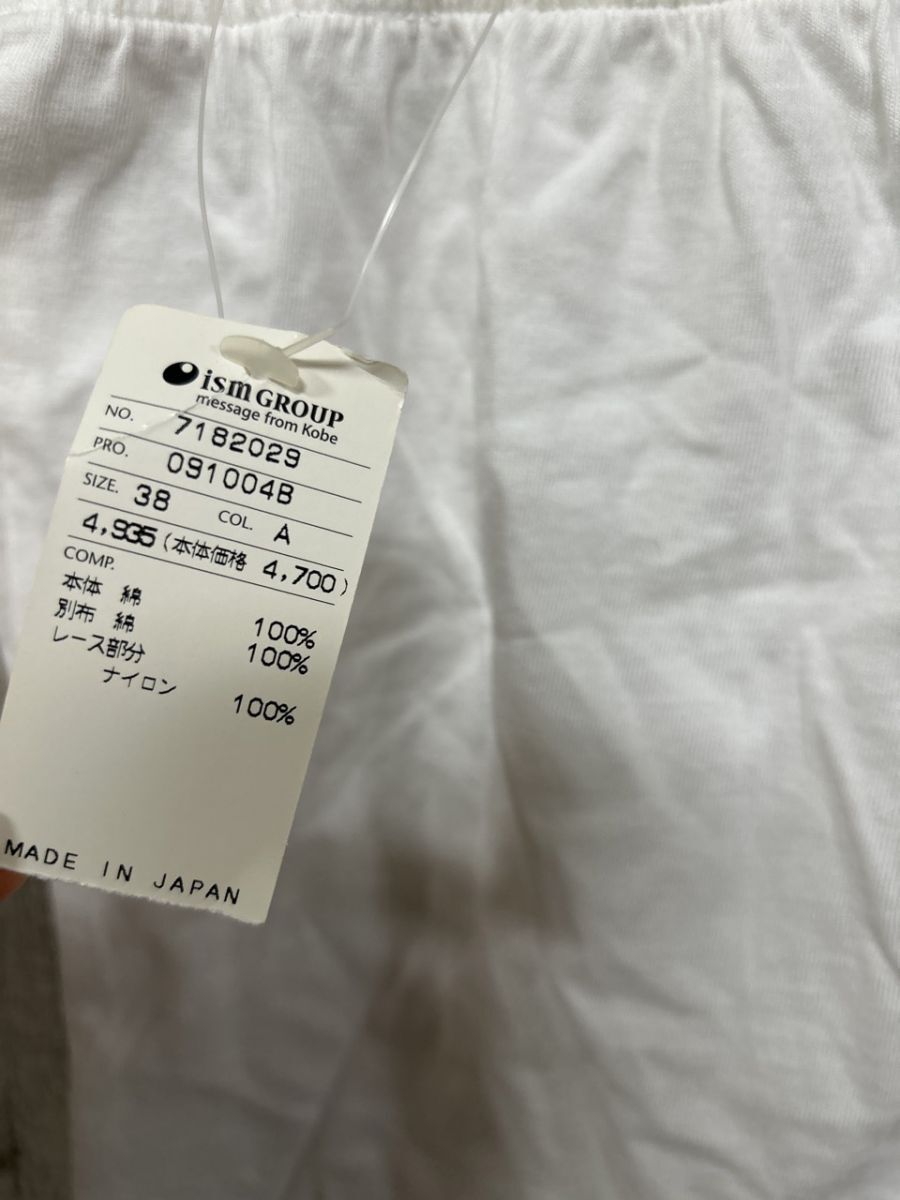 ism GROUP
message from Kobe
NO. 7182029
PRO. 091004B
SIZE. 38 COL. A
4,935 (本体価格 4,700)
COMP.
本体 綿 100%
別布 綿 100%
レース部分
ナイロン 100%
MADE IN JAPAN